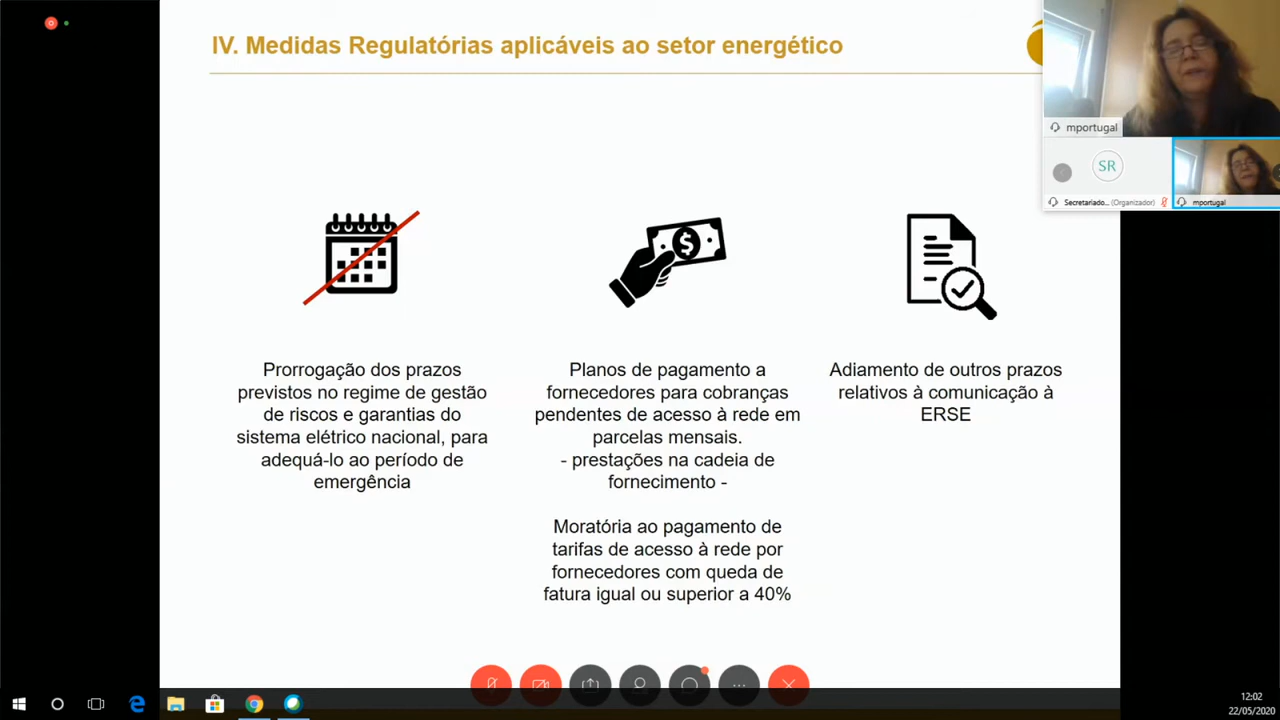 IV. Medidas Regulatórias aplicáveis ao setor energético
mportugal
SR
Secretariado... (Organizador)
mportugal
Prorrogação dos prazos
previstos no regime de gestão
de riscos e garantias do
sistema elétrico nacional, para
adequá-lo ao período de
emergência
Planos de pagamento a
fornecedores para cobranças
pendentes de acesso à rede em
parcelas mensais.
- prestações na cadeia de
fornecimento -
Moratória ao pagamento de
tarifas de acesso à rede por
fornecedores com queda de
fatura igual ou superior a 40%
Adiamento de outros prazos
relativos à comunicação à
ERSE
12:02
22/05/2020